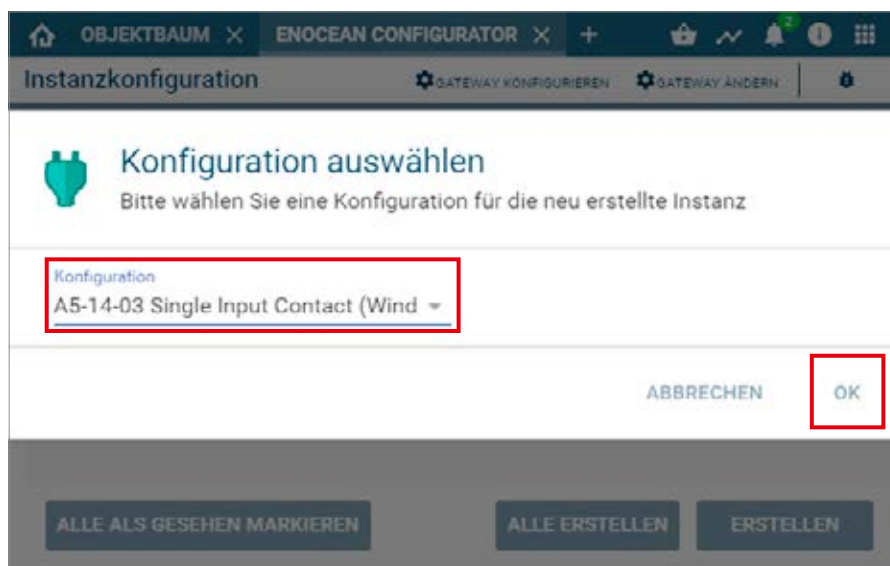 OBJEKTBAUM × ENOCEAN CONFIGURATOR × + 2
Instanzkonfiguration GATEWAY KONFIGURIEREN GATEWAY ÄNDERN
Konfiguration auswählen
Bitte wählen Sie eine Konfiguration für die neu erstellte Instanz
Konfiguration
A5-14-03 Single Input Contact (Wind
ABBRECHEN OK
ALLE ALS GESEHEN MARKIEREN ALLE ERSTELLEN ERSTELLEN